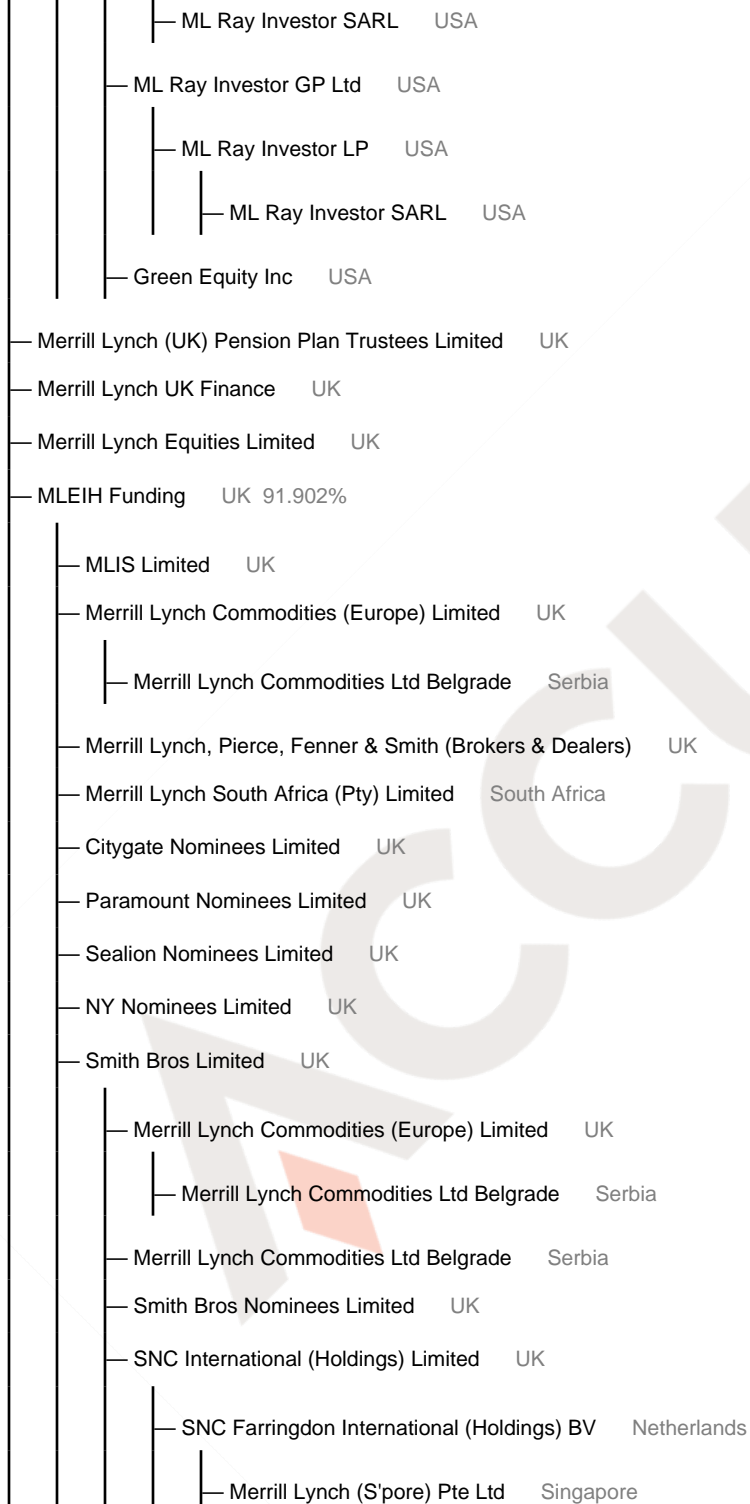 ML Ray Investor SARL USA
ML Ray Investor GP Ltd USA
ML Ray Investor LP USA
ML Ray Investor SARL USA
Green Equity Inc USA
Merrill Lynch (UK) Pension Plan Trustees Limited UK
Merrill Lynch UK Finance UK
Merrill Lynch Equities Limited UK
MLEIH Funding UK 91.902%
MLIS Limited UK
Merrill Lynch Commodities (Europe) Limited UK
Merrill Lynch Commodities Ltd Belgrade Serbia
Merrill Lynch, Pierce, Fenner & Smith (Brokers & Dealers) UK
Merrill Lynch South Africa (Pty) Limited South Africa
Citygate Nominees Limited UK
Paramount Nominees Limited UK
Sealion Nominees Limited UK
NY Nominees Limited UK
Smith Bros Limited UK
Merrill Lynch Commodities (Europe) Limited UK
Merrill Lynch Commodities Ltd Belgrade Serbia
Merrill Lynch Commodities Ltd Belgrade Serbia
Smith Bros Nominees Limited UK
SNC International (Holdings) Limited UK
SNC Farringdon International (Holdings) BV Netherlands
Merrill Lynch (S'pore) Pte Ltd Singapore